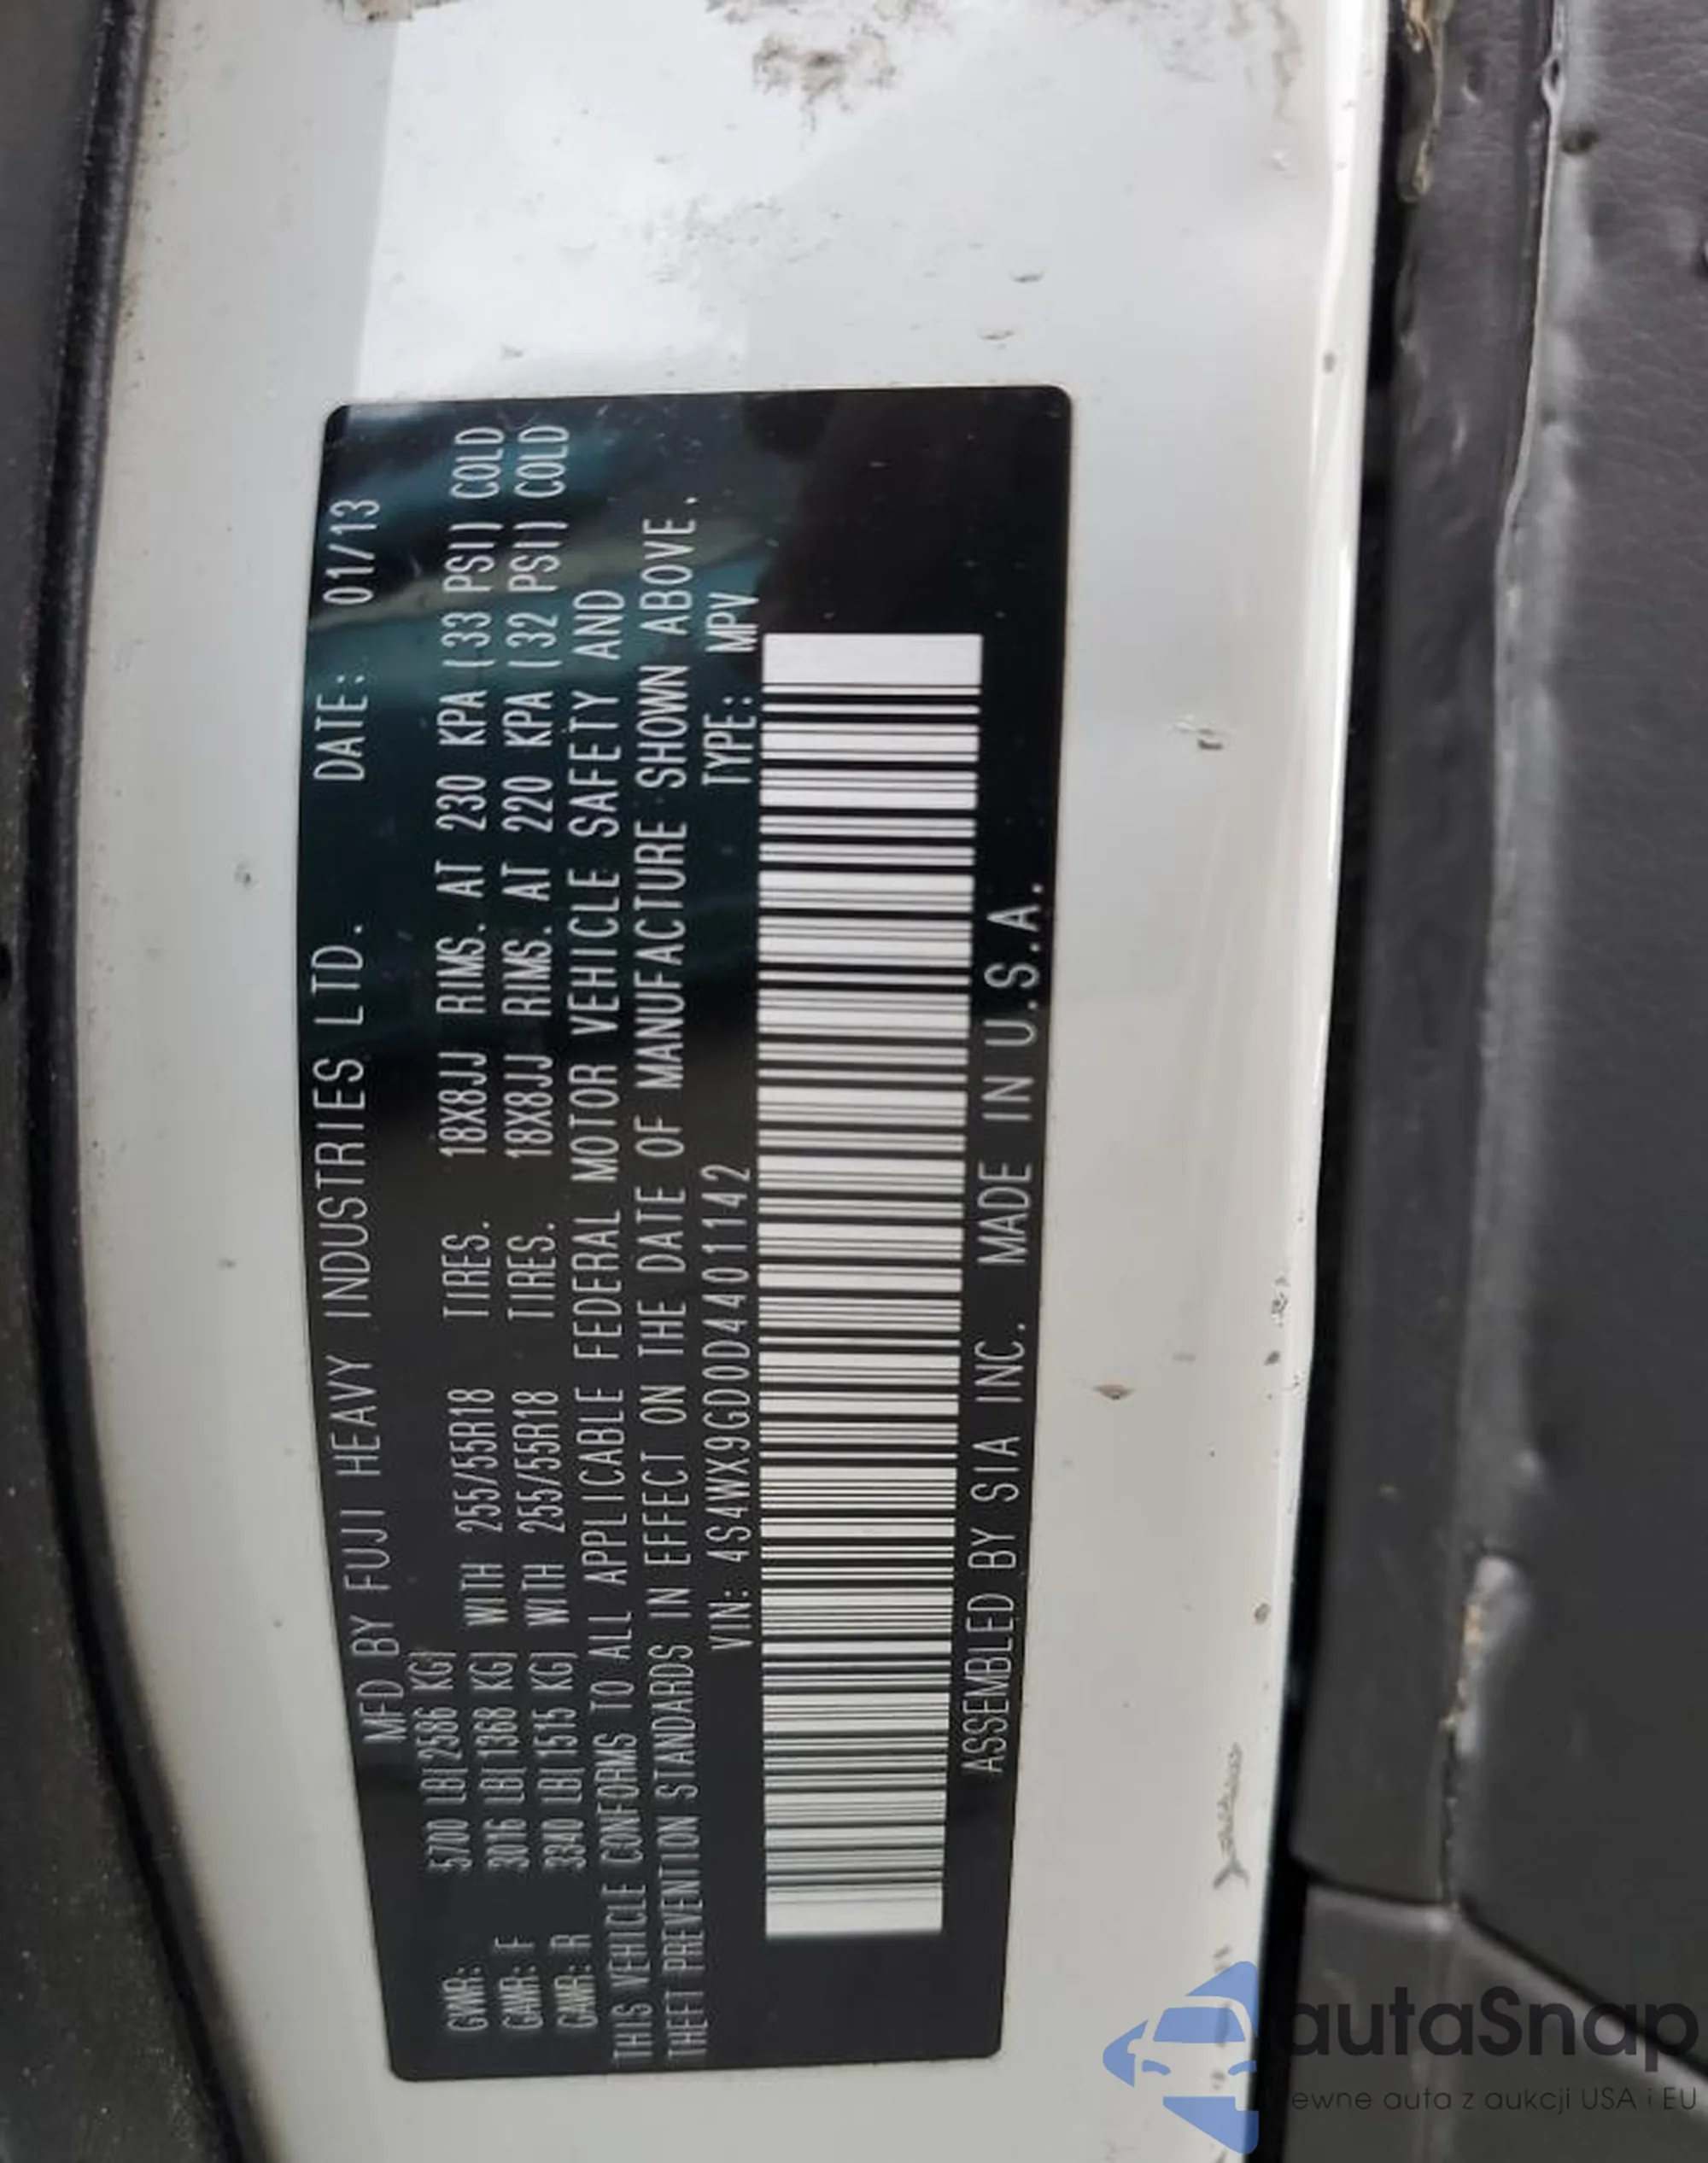 MFD BY FUJI HEAVY INDUSTRIES LTD. DATE: 01/13
GVWR: 5700 LB(2586 KG)
GAWR: F 3016 LB(1368 KG) WITH 255/55R18 TIRES. 18X8JJ RIMS. AT 230 KPA (33 PSI) COLD
GAWR: R 3340 LB(1515 KG) WITH 255/55R18 TIRES. 18X8JJ RIMS. AT 220 KPA (32 PSI) COLD
THIS VEHICLE CONFORMS TO ALL APPLICABLE FEDERAL MOTOR VEHICLE SAFETY AND
THEFT PREVENTION STANDARDS IN EFFECT ON THE DATE OF MANUFACTURE SHOWN ABOVE.
VIN: 4S4WX9GD0D4401142 TYPE: MPV
ASSEMBLED BY SIA INC. MADE IN U.S.A.
autaSnap
ewne auta z aukcji USA i EU